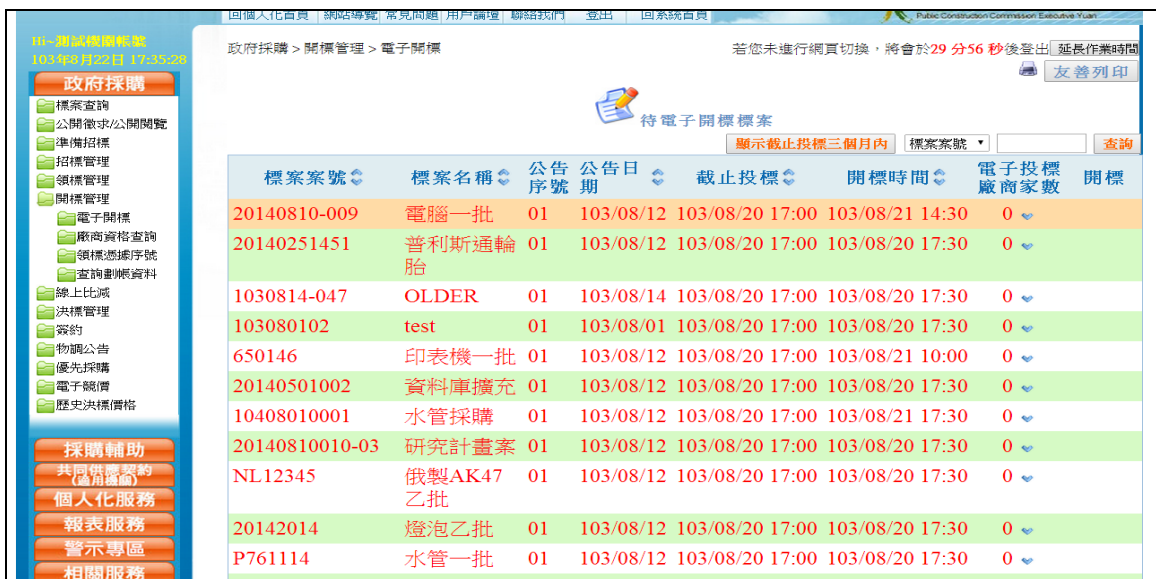 回個人化首頁 網站導覽 常見問題 用戶論壇 聯絡我們 登出 回系統首頁
Public Construction Commission Executive Yuan
Hi~測試機關帳號
103年8月22日 17:35:28
政府採購
標案查詢
公開徵求/公開閱覽
準備招標
招標管理
領標管理
開標管理
電子開標
廠商資格查詢
領標憑據序號
查詢劃帳資料
線上比減
決標管理
簽約
物調公告
優先採購
電子競價
歷史決標價格
採購輔助
共同供應契約
(適用機關)
個人化服務
報表服務
警示專區
相關服務
政府採購 > 開標管理 > 電子開標
若您未進行網頁切換，將會於29 分56 秒後登出 延長作業時間
友善列印
待電子開標標案
顯示截止投標三個月內 標案案號 查詢
標案案號 標案名稱 公告序號 公告日期 截止投標 開標時間 電子投標廠商家數 開標
20140810-009 電腦一批 01 103/08/12 103/08/20 17:00 103/08/21 14:30 0
20140251451 普利斯通輪 01 103/08/12 103/08/20 17:00 103/08/20 17:30 0
胎
1030814-047 OLDER 01 103/08/14 103/08/20 17:00 103/08/20 17:30 0
103080102 test 01 103/08/01 103/08/20 17:00 103/08/20 17:30 0
650146 印表機一批 01 103/08/12 103/08/20 17:00 103/08/21 10:00 0
20140501002 資料庫擴充 01 103/08/12 103/08/20 17:00 103/08/20 17:30 0
10408010001 水管採購 01 103/08/12 103/08/20 17:00 103/08/21 17:30 0
20140810010-03 研究計畫案 01 103/08/12 103/08/20 17:00 103/08/20 17:30 0
NL12345 俄製AK47 01 103/08/12 103/08/20 17:00 103/08/20 17:30 0
乙批
20142014 燈泡乙批 01 103/08/12 103/08/20 17:00 103/08/20 17:30 0
P761114 水管一批 01 103/08/12 103/08/20 17:00 103/08/20 17:30 0